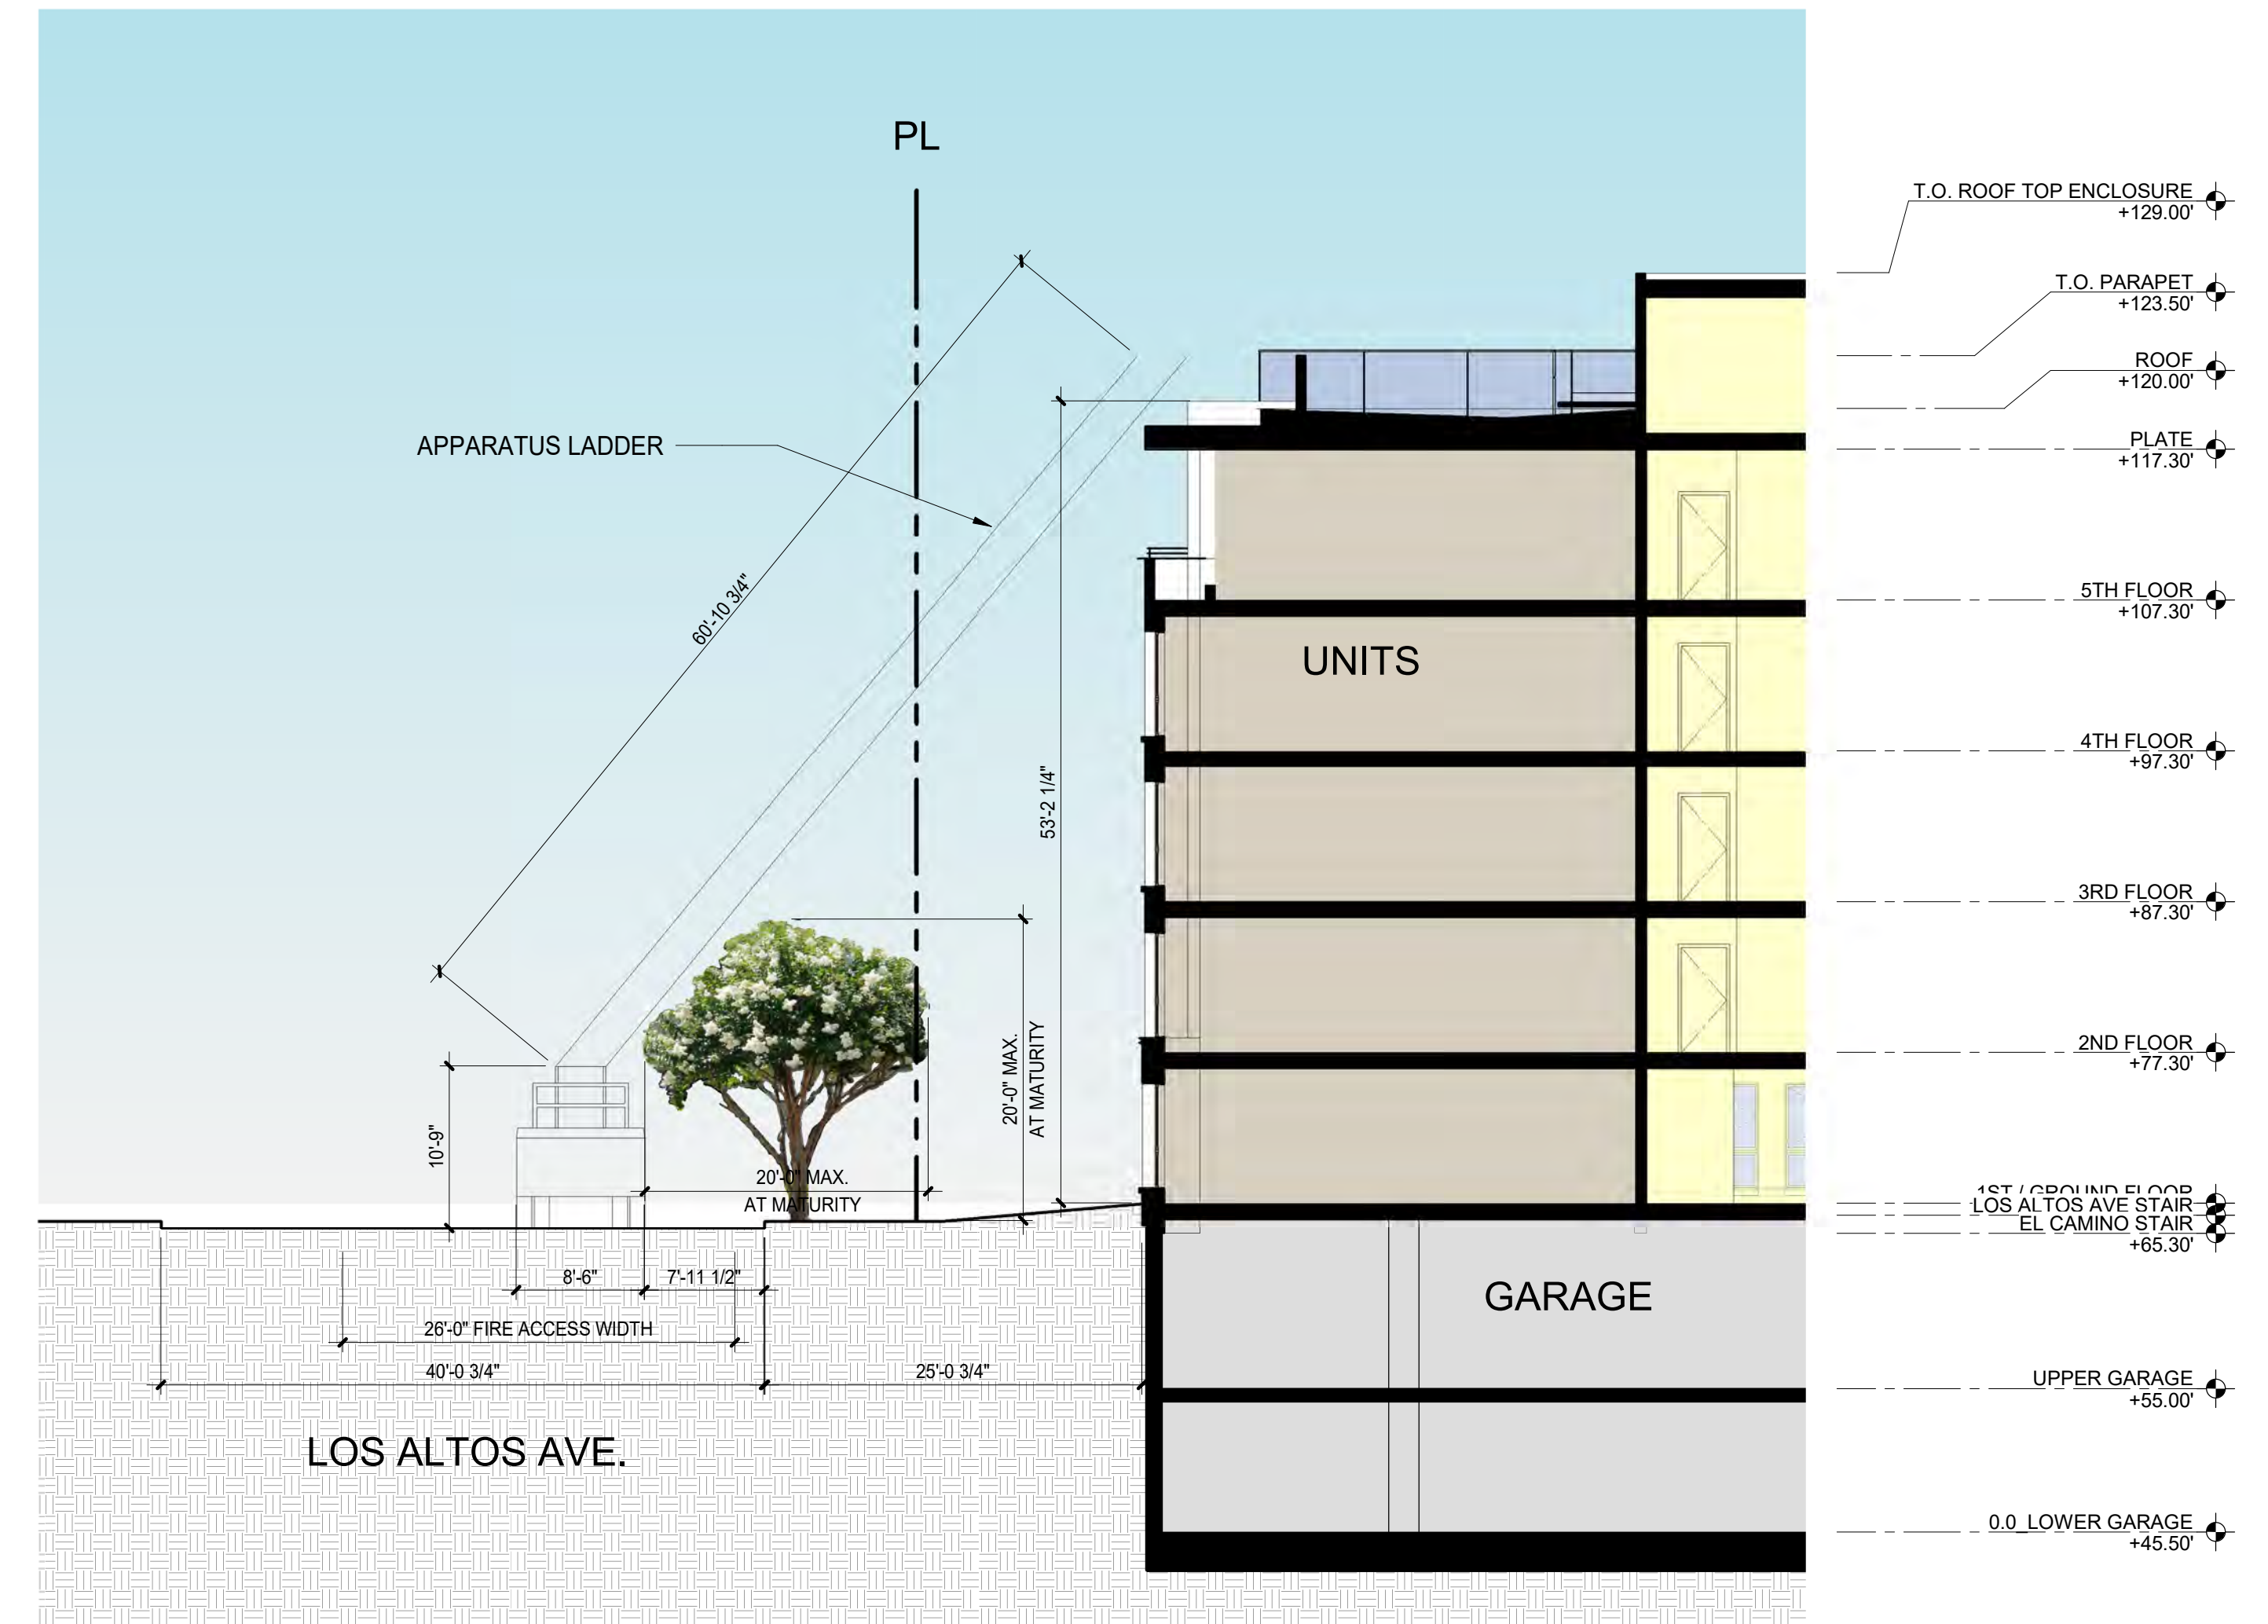 PL
T.O. ROOF TOP ENCLOSURE
+129.00'
T.O. PARAPET
+123.50'
ROOF
+120.00'
APPARATUS LADDER
PLATE
+117.30'
60'-10 3/4"
5TH FLOOR
+107.30'
UNITS
4TH FLOOR
+97.30'
53'-2 1/4"
3RD FLOOR
+87.30'
20'-0" MAX.
AT MATURITY
2ND FLOOR
+77.30'
10'-9"
20'-0" MAX.
AT MATURITY
1ST / GROUND FLOOR
LOS ALTOS AVE STAIR
EL CAMINO STAIR
+65.30'
8'-6"
7'-11 1/2"
GARAGE
26'-0" FIRE ACCESS WIDTH
40'-0 3/4"
25'-0 3/4"
UPPER GARAGE
+55.00'
LOS ALTOS AVE.
0.0_LOWER GARAGE
+45.50'